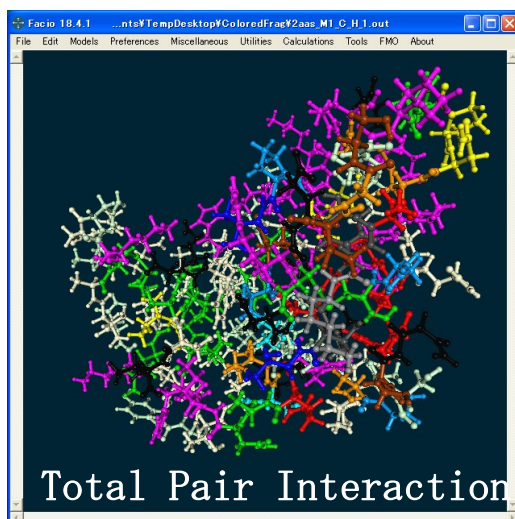 Facio 18.4.1 ...nts¥TempDesktop¥ColoredFrag¥2aas_M1_C_H_1.out
File Edit Models Preferences Miscellaneous Utilities Calculations Tools FMO About
Total Pair Interaction